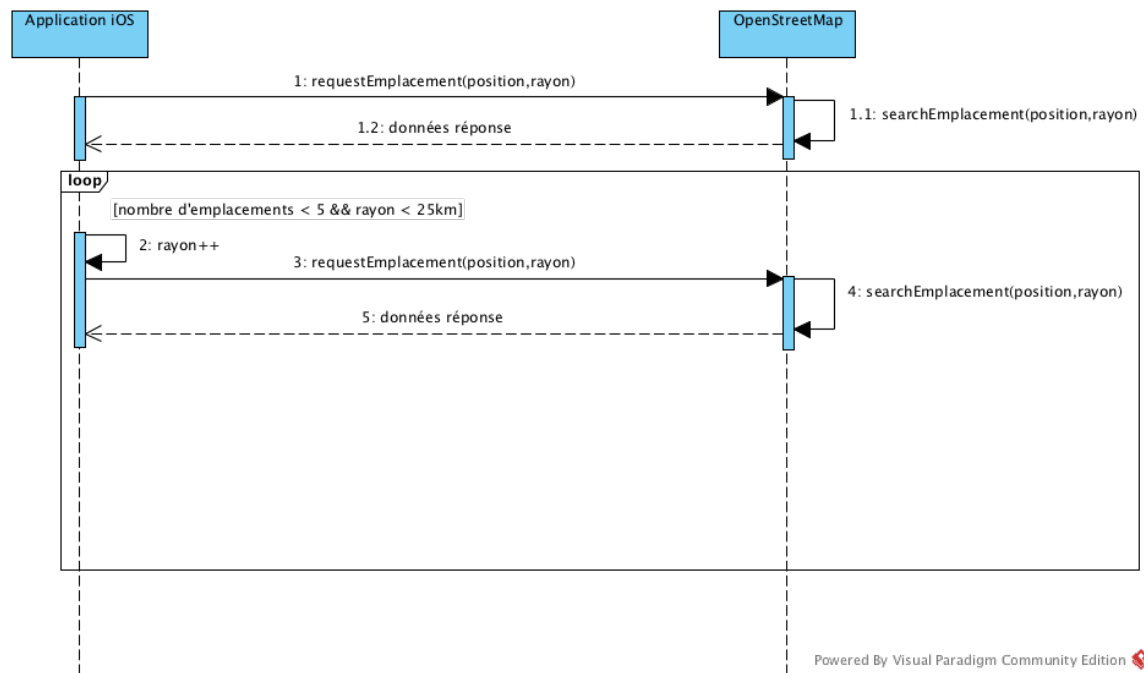 Application iOS
OpenStreetMap
1: requestEmplacement(position,rayon)
1.1: searchEmplacement(position,rayon)
1.2: données réponse
loop
[nombre d'emplacements < 5 && rayon < 25km]
2: rayon++
3: requestEmplacement(position,rayon)
4: searchEmplacement(position,rayon)
5: données réponse
Powered By Visual Paradigm Community Edition